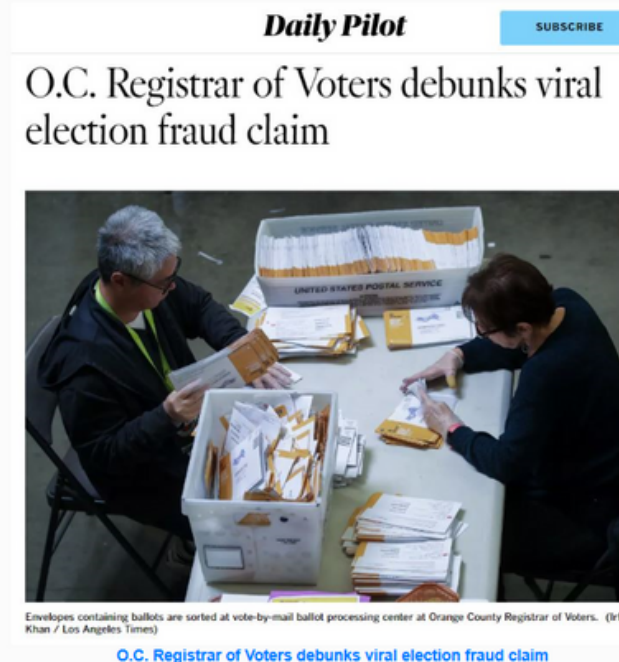 Daily Pilot
SUBSCRIBE
O.C. Registrar of Voters debunks viral
election fraud claim
UNITED STATES POSTAL SERVICE
Envelopes containing ballots are sorted at vote-by-mail ballot processing center at Orange County Registrar of Voters. (Irf
Khan / Los Angeles Times)
O.C. Registrar of Voters debunks viral election fraud claim